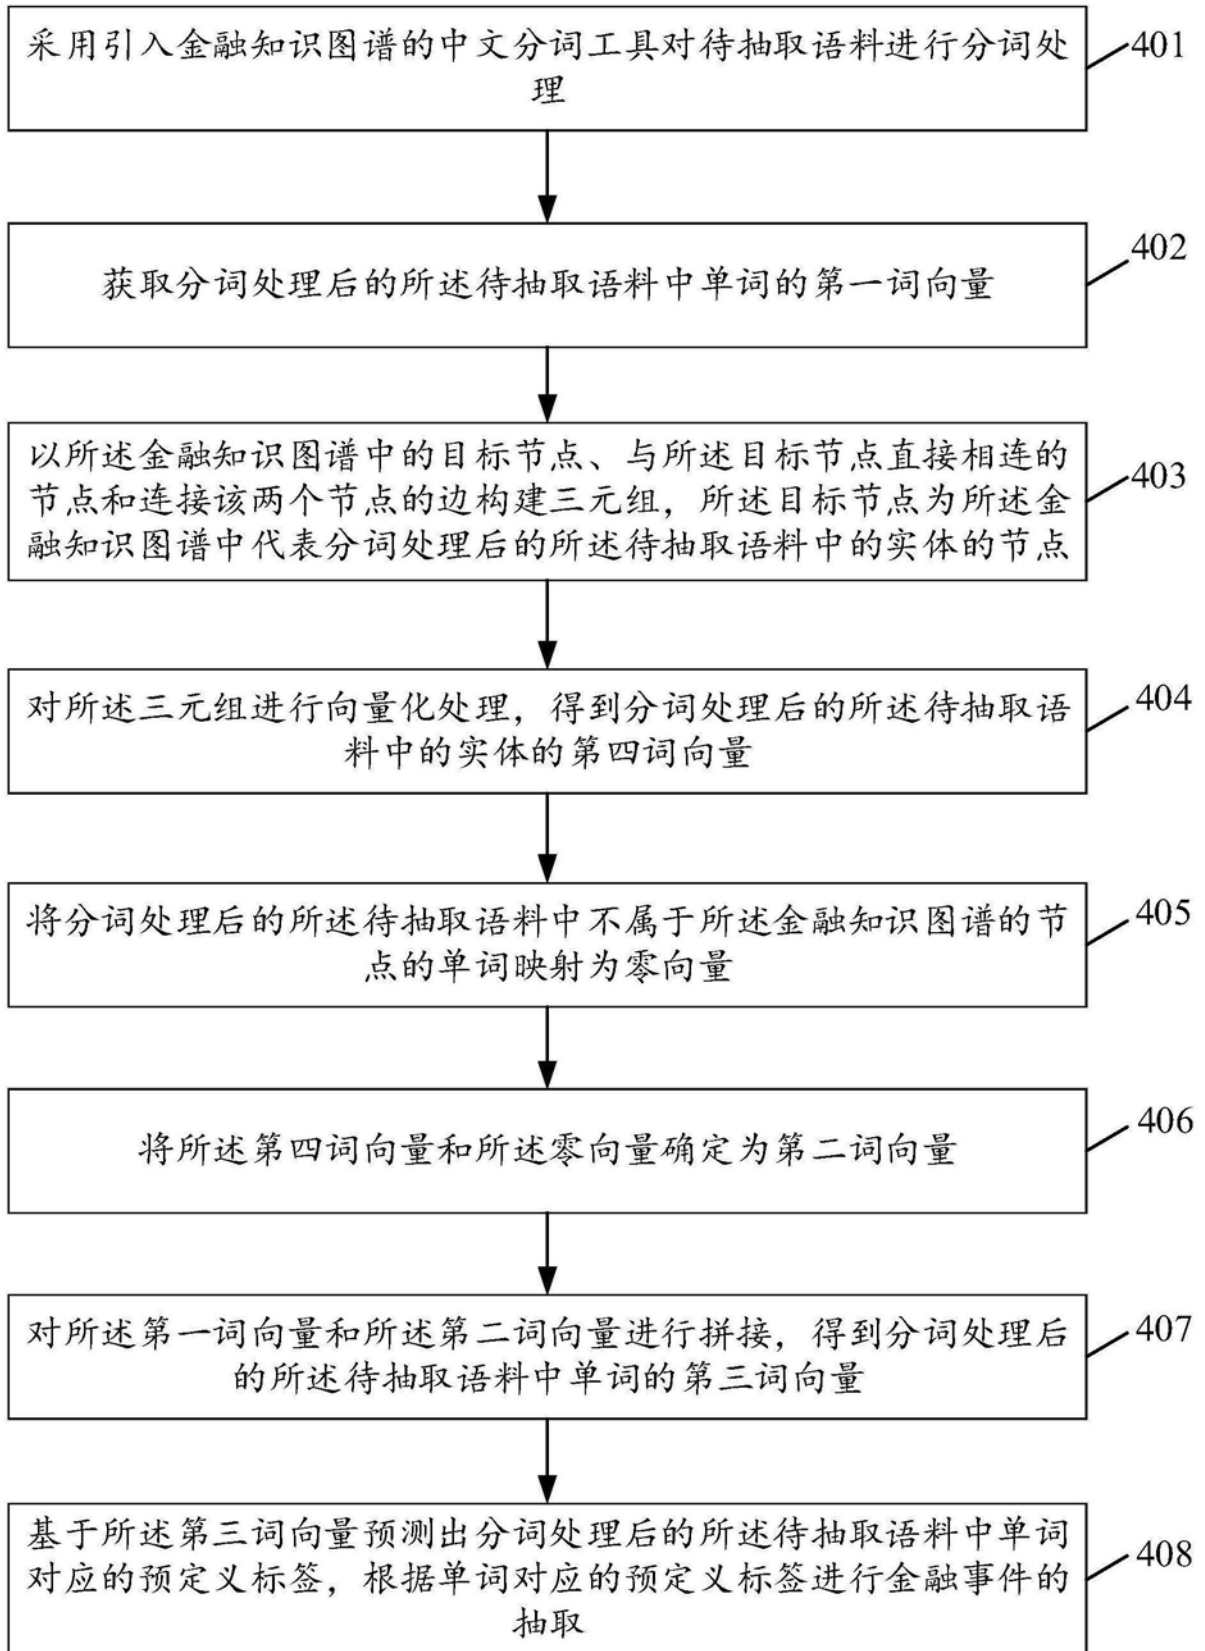 采用引入金融知识图谱的中文分词工具对待抽取语料进行分词处
理
401
获取分词处理后的所述待抽取语料中单词的第一词向量
402
以所述金融知识图谱中的目标节点、与所述目标节点直接相连的
节点和连接该两个节点的边构建三元组，所述目标节点为所述金
融知识图谱中代表分词处理后的所述待抽取语料中的实体的节点
403
对所述三元组进行向量化处理，得到分词处理后的所述待抽取语
料中的实体的第四词向量
404
将分词处理后的所述待抽取语料中不属于所述金融知识图谱的节
点的单词映射为零向量
405
将所述第四词向量和所述零向量确定为第二词向量
406
对所述第一词向量和所述第二词向量进行拼接，得到分词处理后
的所述待抽取语料中单词的第三词向量
407
基于所述第三词向量预测出分词处理后的所述待抽取语料中单词
对应的预定义标签，根据单词对应的预定义标签进行金融事件的
抽取
408